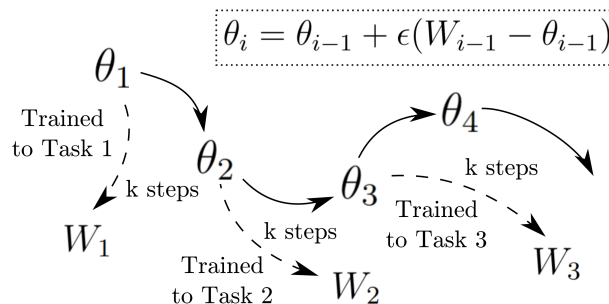 θ_i = θ_{i-1} + ϵ(W_{i-1} − θ_{i-1})
θ_1
Trained
to Task 1
k steps
W_1
θ_2
k steps
Trained
to Task 2
W_2
θ_3
θ_4
k steps
Trained
to Task 3
W_3